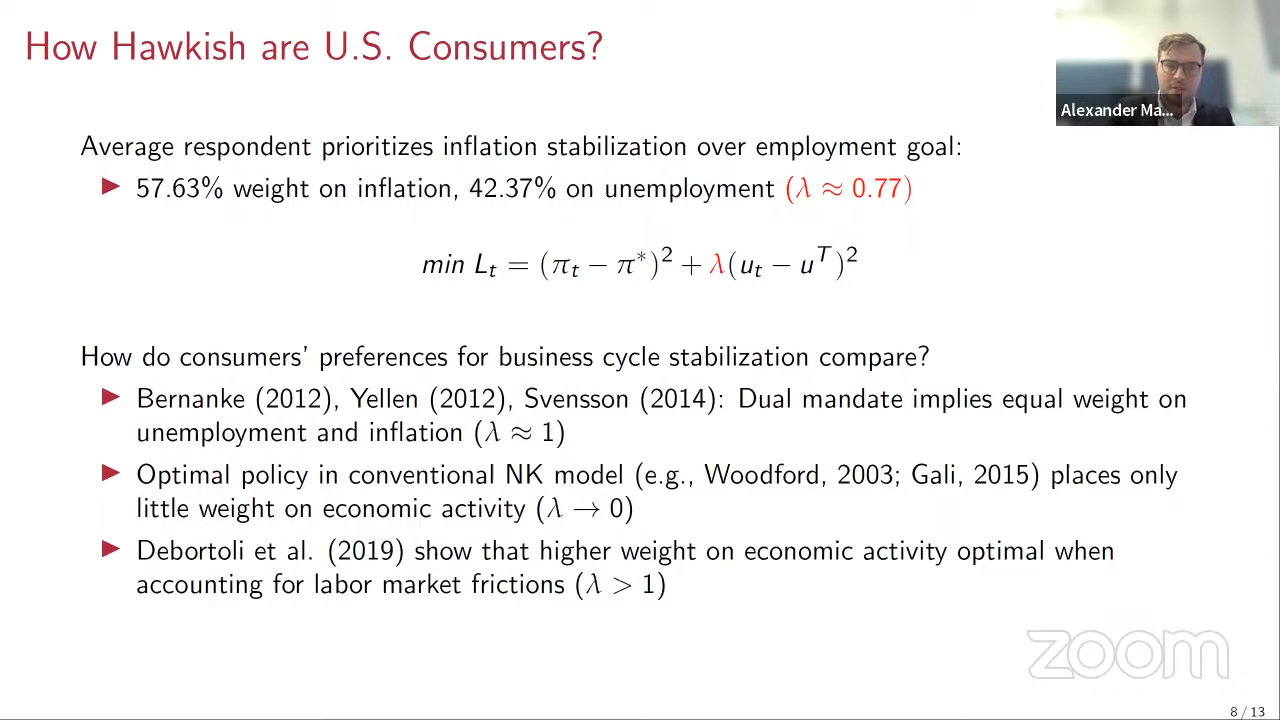 How Hawkish are U.S. Consumers?
Alexander Ma...
Average respondent prioritizes inflation stabilization over employment goal:
▶ 57.63% weight on inflation, 42.37% on unemployment (λ ≈ 0.77)
min Lₜ = (πₜ − π*)² + λ(uₜ − uᵀ)²
How do consumers' preferences for business cycle stabilization compare?
▶ Bernanke (2012), Yellen (2012), Svensson (2014): Dual mandate implies equal weight on
unemployment and inflation (λ ≈ 1)
▶ Optimal policy in conventional NK model (e.g., Woodford, 2003; Gali, 2015) places only
little weight on economic activity (λ → 0)
▶ Debortoli et al. (2019) show that higher weight on economic activity optimal when
accounting for labor market frictions (λ > 1)
zoom
8 / 13